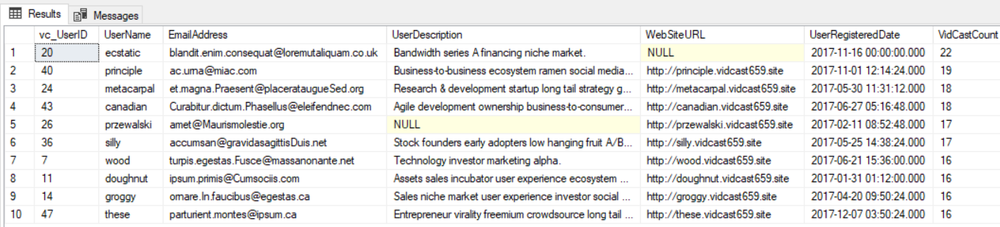 Results Messages
vc_UserID UserName EmailAddress UserDescription WebSiteURL UserRegisteredDate VidCastCount
1 20 ecstatic blandit.enim.consequat@loremutaliquam.co.uk Bandwidth series A financing niche market. NULL 2017-11-16 00:00:00.000 22
2 40 principle ac.urna@miac.com Business-to-business ecosystem ramen social media... http://principle.vidcast659.site 2017-11-01 12:14:24.000 19
3 24 metacarpal et.magna.Praesent@placerataugueSed.org Research & development startup long tail strategy g... http://metacarpal.vidcast659.site 2017-05-30 11:31:12.000 18
4 43 canadian Curabitur.dictum.Phasellus@eleifendnec.com Agile development ownership business-to-consumer... http://canadian.vidcast659.site 2017-06-27 05:16:48.000 18
5 26 przewalski amet@Maurismolestie.org NULL http://przewalski.vidcast659.site 2017-02-11 08:52:48.000 17
6 36 silly accumsan@gravidasagittisDuis.net Stock founders early adopters low hanging fruit A/B... http://silly.vidcast659.site 2017-05-25 14:38:24.000 17
7 7 wood turpis.egestas.Fusce@massanonante.net Technology investor marketing alpha. http://wood.vidcast659.site 2017-06-21 15:36:00.000 16
8 11 doughnut ipsum.primis@Cumsociis.com Assets sales incubator user experience ecosystem ... http://doughnut.vidcast659.site 2017-01-31 01:12:00.000 16
9 14 groggy ornare.In.faucibus@egestas.ca Sales niche market user experience investor social ... http://groggy.vidcast659.site 2017-04-20 09:50:24.000 16
10 47 these parturient.montes@ipsum.ca Entrepreneur virality freemium crowdsource long tail ... http://these.vidcast659.site 2017-12-07 03:50:24.000 16